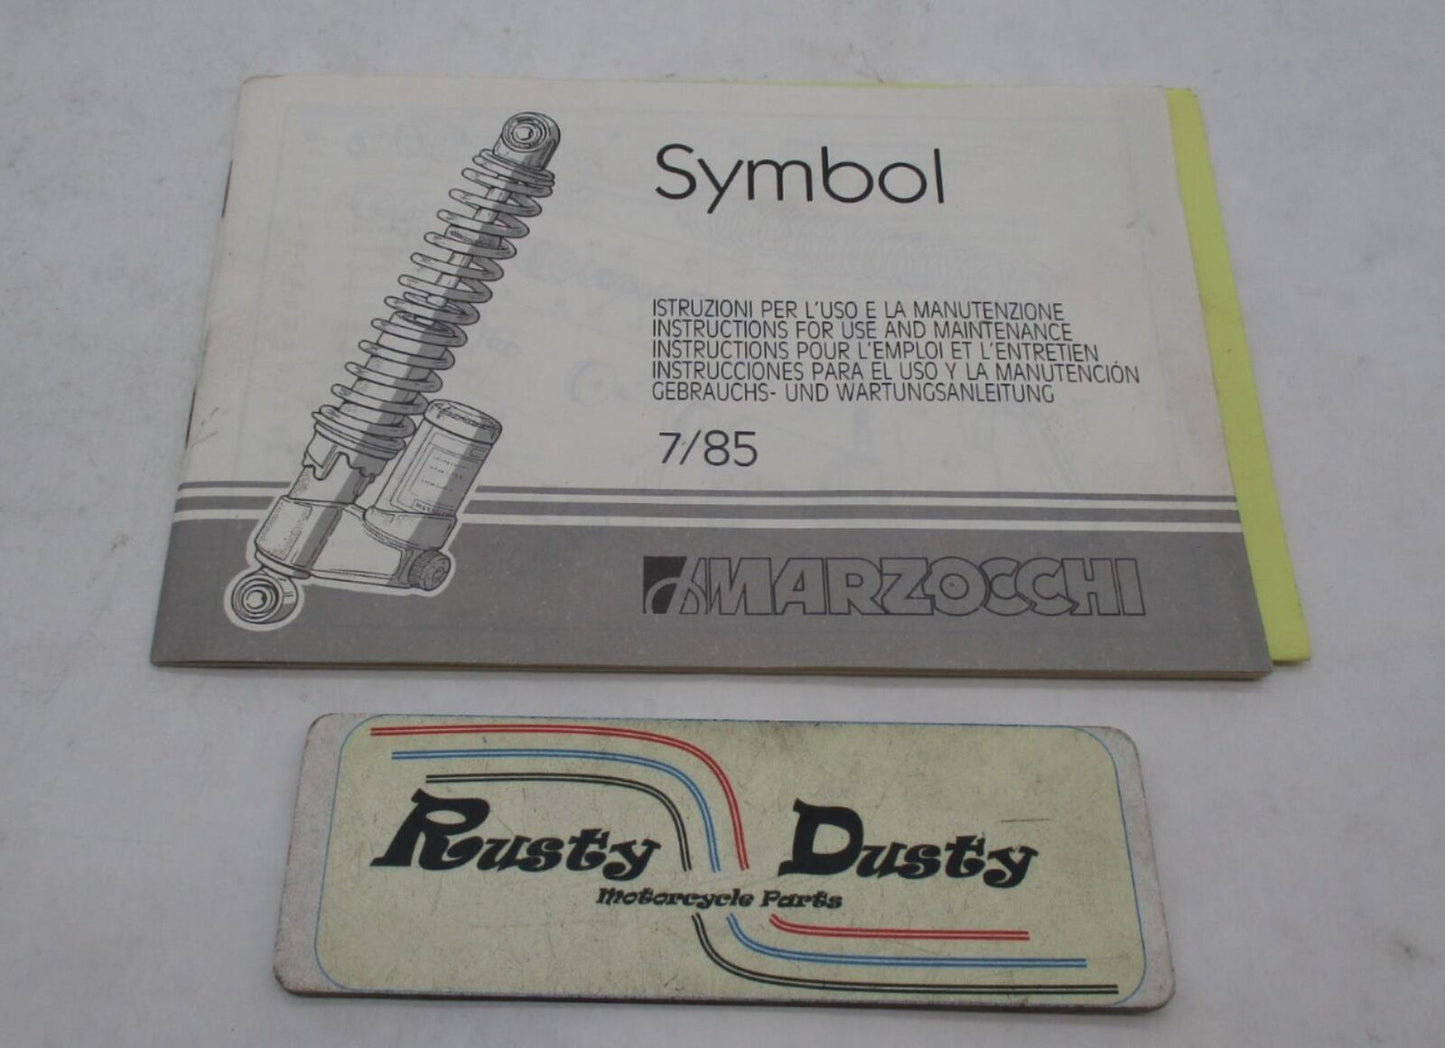 Symbol
ISTRUZIONI PER L'USO E LA MANUTENZIONE
INSTRUCTIONS FOR USE AND MAINTENANCE
INSTRUCTIONS POUR L'EMPLOI ET L'ENTRETIEN
INSTRUCCIONES PARA EL USO Y LA MANUTENCIÓN
GEBRAUCHS- UND WARTUNGSANLEITUNG
7/85
MARZOCCHI
Rusty Dusty
Motorcycle Parts